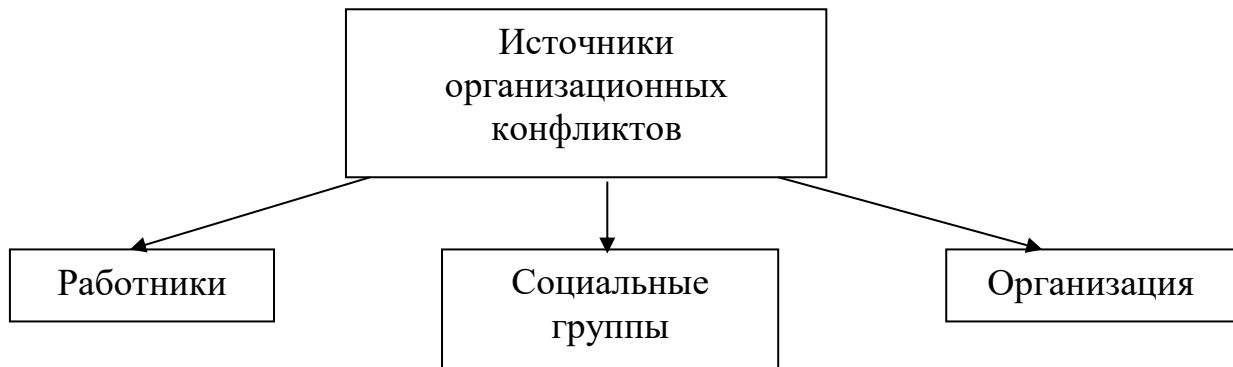 Источники
организационных
конфликтов
Работники
Социальные
группы
Организация